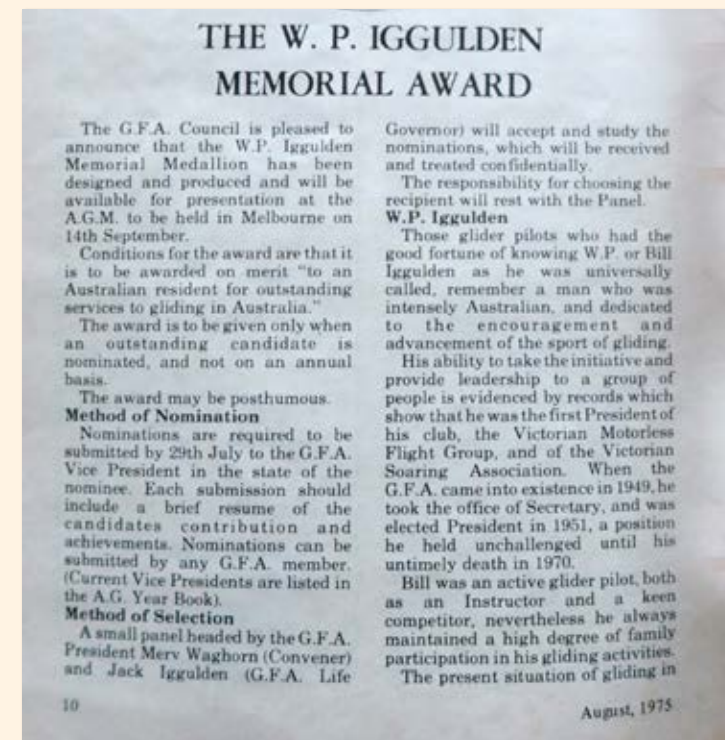 THE W. P. IGGULDEN
MEMORIAL AWARD
The G.F.A. Council is pleased to
announce that the W.P. Iggulden
Memorial Medallion has been
designed and produced and will be
available for presentation at the
A.G.M. to be held in Melbourne on
14th September.
Conditions for the award are that it
is to be awarded on merit "to an
Australian resident for outstanding
services to gliding in Australia."
The award is to be given only when
an outstanding candidate is
nominated, and not on an annual
basis.
The award may be posthumous.
Method of Nomination
Nominations are required to be
submitted by 29th July to the G.F.A.
Vice President in the state of the
nominee. Each submission should
include a brief resume of the
candidates contribution and
achievements. Nominations can be
submitted by any G.F.A. member.
(Current Vice Presidents are listed in
the A.G. Year Book).
Method of Selection
A small panel headed by the G.F.A.
President Merv Waghorn (Convener)
and Jack Iggulden (G.F.A. Life
Governor) will accept and study the
nominations, which will be received
and treated confidentially.
The responsibility for choosing the
recipient will rest with the Panel.
W.P. Iggulden
Those glider pilots who had the
good fortune of knowing W.P. or Bill
Iggulden as he was universally
called, remember a man who was
intensely Australian, and dedicated
to the encouragement and
advancement of the sport of gliding.
His ability to take the initiative and
provide leadership to a group of
people is evidenced by records which
show that he was the first President of
his club, the Victorian Motorless
Flight Group, and of the Victorian
Soaring Association. When the
G.F.A. came into existence in 1949, he
took the office of Secretary, and was
elected President in 1951, a position
he held unchallenged until his
untimely death in 1970.
Bill was an active glider pilot, both
as an Instructor and a keen
competitor, nevertheless he always
maintained a high degree of family
participation in his gliding activities.
The present situation of gliding in
10
August, 1975